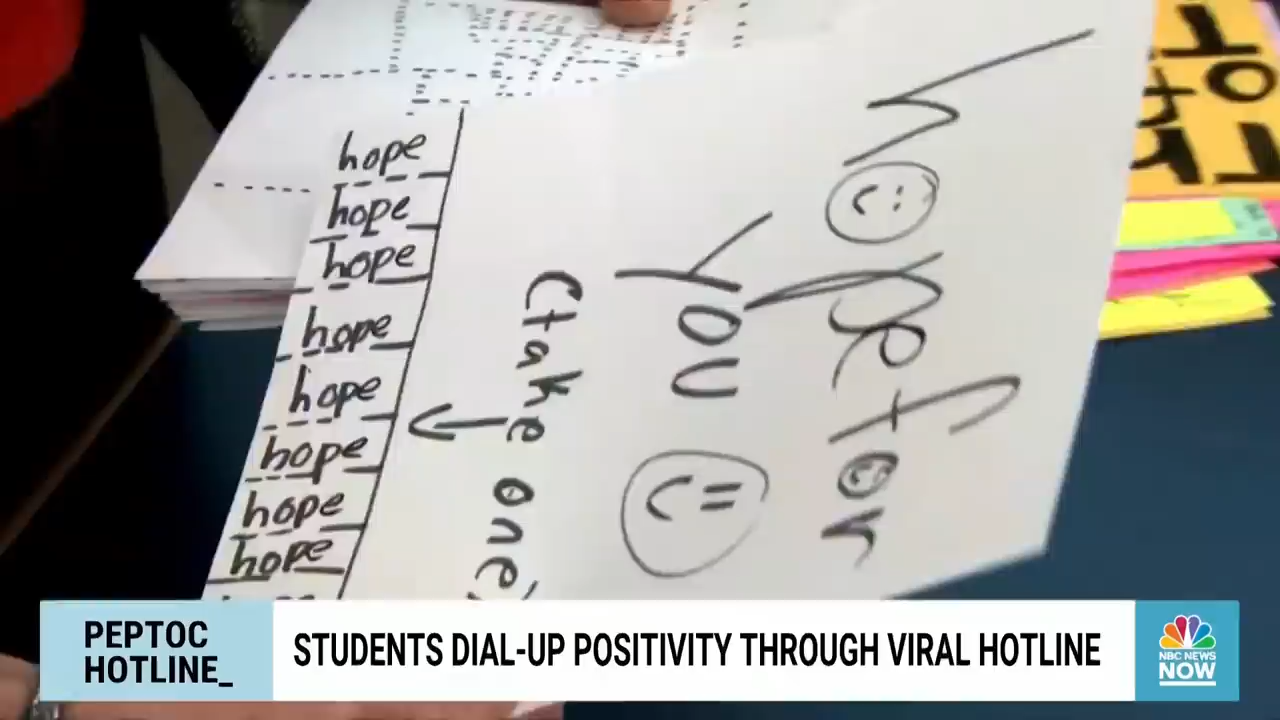 hope for
you
(take one)
hope
hope
hope
hope
hope
hope
hope
hope
PEPTOC
HOTLINE_
STUDENTS DIAL-UP POSITIVITY THROUGH VIRAL HOTLINE
NBC NEWS
NOW